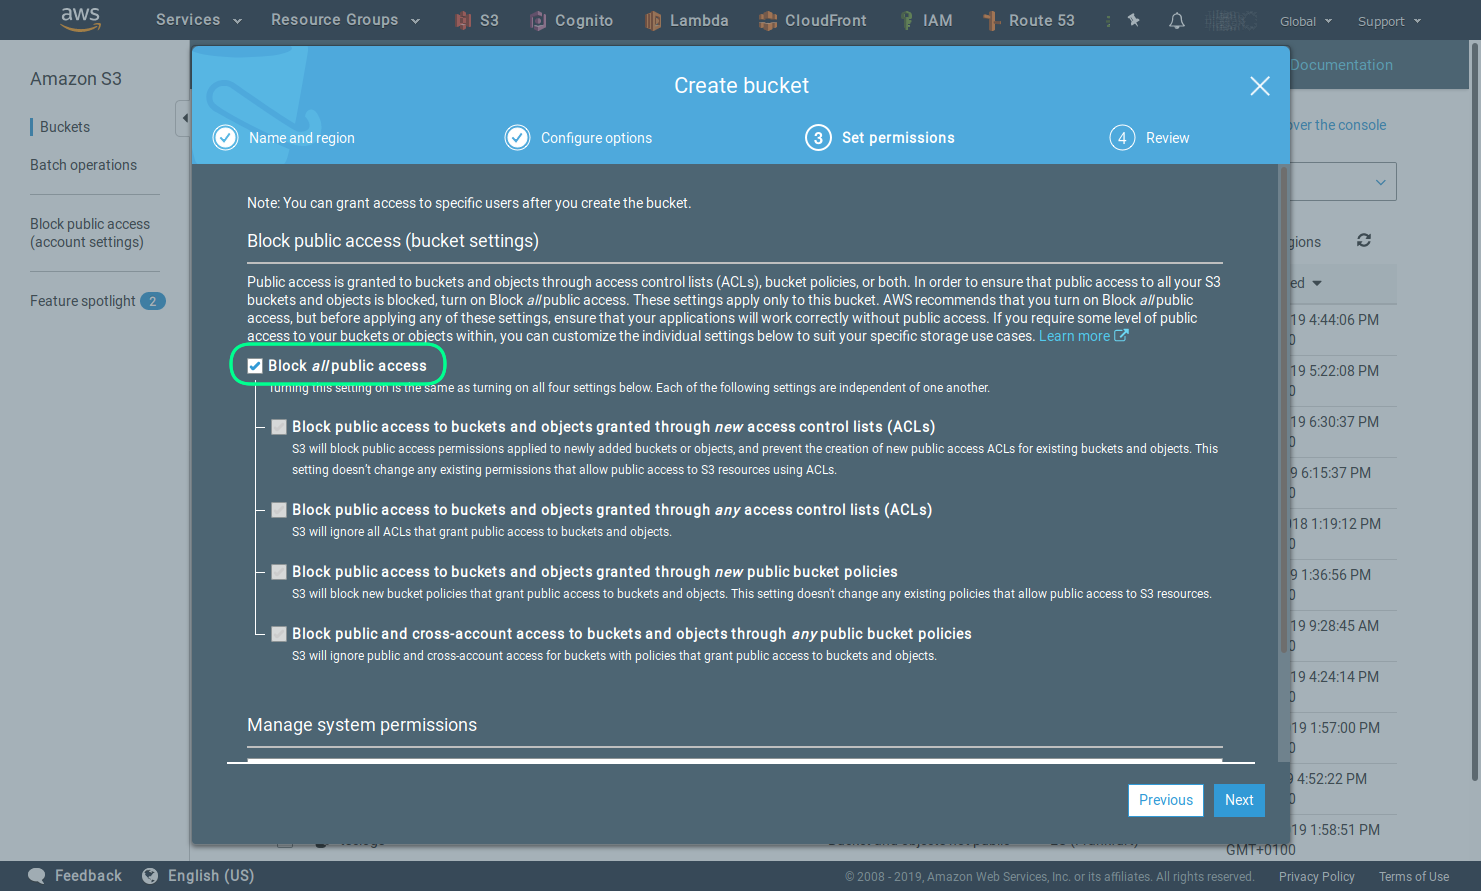 aws
Services
Resource Groups
S3
Cognito
Lambda
CloudFront
IAM
Route 53
Global
Support
Amazon S3
Buckets
Batch operations
Block public access
(account settings)
Feature spotlight 2
Documentation
over the console
gions
ed
Create bucket
Name and region
Configure options
3 Set permissions
4 Review
Note: You can grant access to specific users after you create the bucket.
Block public access (bucket settings)
Public access is granted to buckets and objects through access control lists (ACLs), bucket policies, or both. In order to ensure that public access to all your S3
buckets and objects is blocked, turn on Block all public access. These settings apply only to this bucket. AWS recommends that you turn on Block all public
access, but before applying any of these settings, ensure that your applications will work correctly without public access. If you require some level of public
access to your buckets or objects within, you can customize the individual settings below to suit your specific storage use cases. Learn more
Block all public access
Turning this setting on is the same as turning on all four settings below. Each of the following settings are independent of one another.
Block public access to buckets and objects granted through new access control lists (ACLs)
S3 will block public access permissions applied to newly added buckets or objects, and prevent the creation of new public access ACLs for existing buckets and objects. This
setting doesn't change any existing permissions that allow public access to S3 resources using ACLs.
Block public access to buckets and objects granted through any access control lists (ACLs)
S3 will ignore all ACLs that grant public access to buckets and objects.
Block public access to buckets and objects granted through new public bucket policies
S3 will block new bucket policies that grant public access to buckets and objects. This setting doesn't change any existing policies that allow public access to S3 resources.
Block public and cross-account access to buckets and objects through any public bucket policies
S3 will ignore public and cross-account access for buckets with policies that grant public access to buckets and objects.
Manage system permissions
Previous
Next
19 4:44:06 PM
0
19 5:22:08 PM
0
19 6:30:37 PM
0
9 6:15:37 PM
0
018 1:19:12 PM
0
9 1:36:56 PM
0
19 9:28:45 AM
0
19 4:24:14 PM
0
19 1:57:00 PM
0
9 4:52:22 PM
0
19 1:58:51 PM
GMT+0100
Feedback
English (US)
© 2008 - 2019, Amazon Web Services, Inc. or its affiliates. All rights reserved.
Privacy Policy
Terms of Use